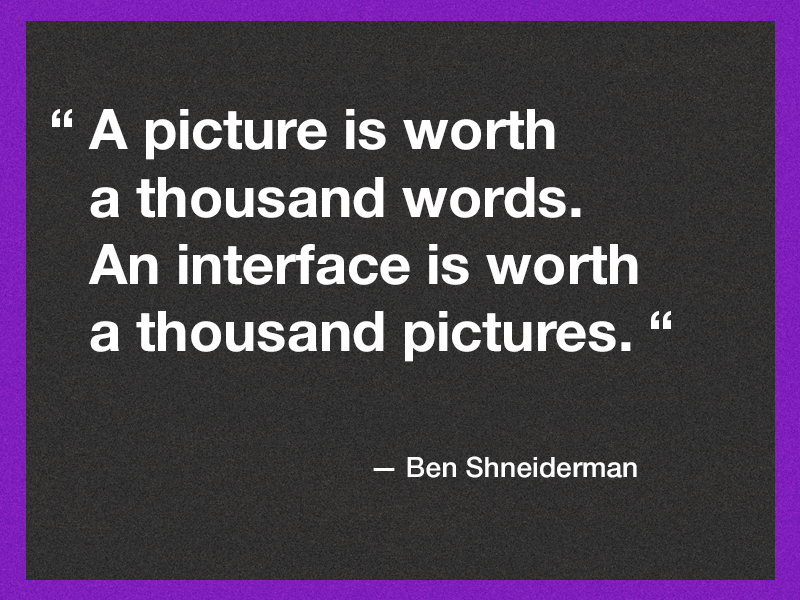 “ A picture is worth
a thousand words.
An interface is worth
a thousand pictures. “
— Ben Shneiderman